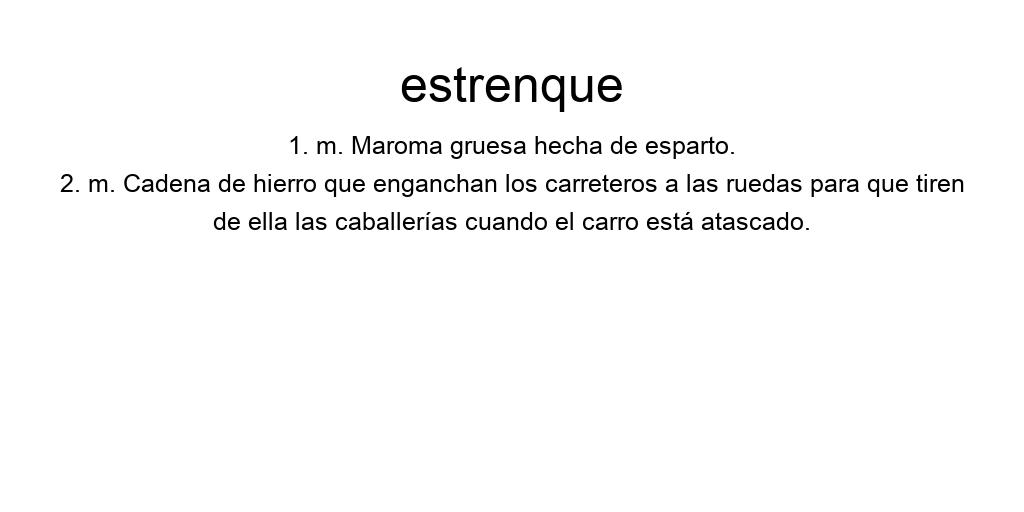 estrenque
1. m. Maroma gruesa hecha de esparto.
2. m. Cadena de hierro que enganchan los carreteros a las ruedas para que tiren
de ella las caballerías cuando el carro está atascado.